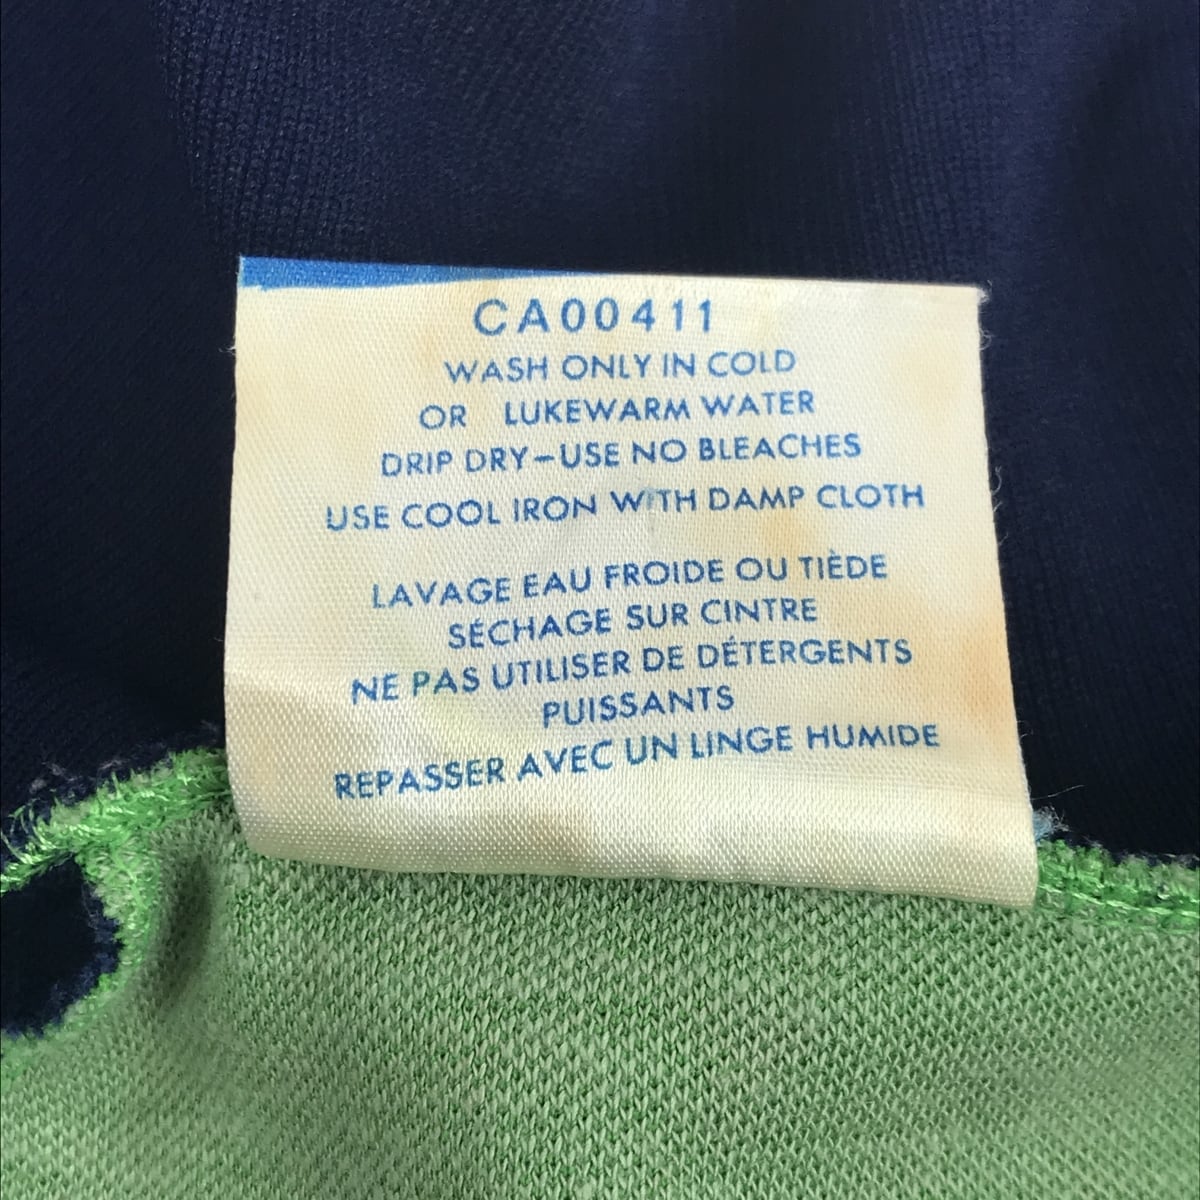 CA00411
WASH ONLY IN COLD
OR LUKEWARM WATER
DRIP DRY-USE NO BLEACHES
USE COOL IRON WITH DAMP CLOTH
LAVAGE EAU FROIDE OU TIÈDE
SÉCHAGE SUR CINTRE
NE PAS UTILISER DE DÉTERGENTS
PUISSANTS
REPASSER AVEC UN LINGE HUMIDE